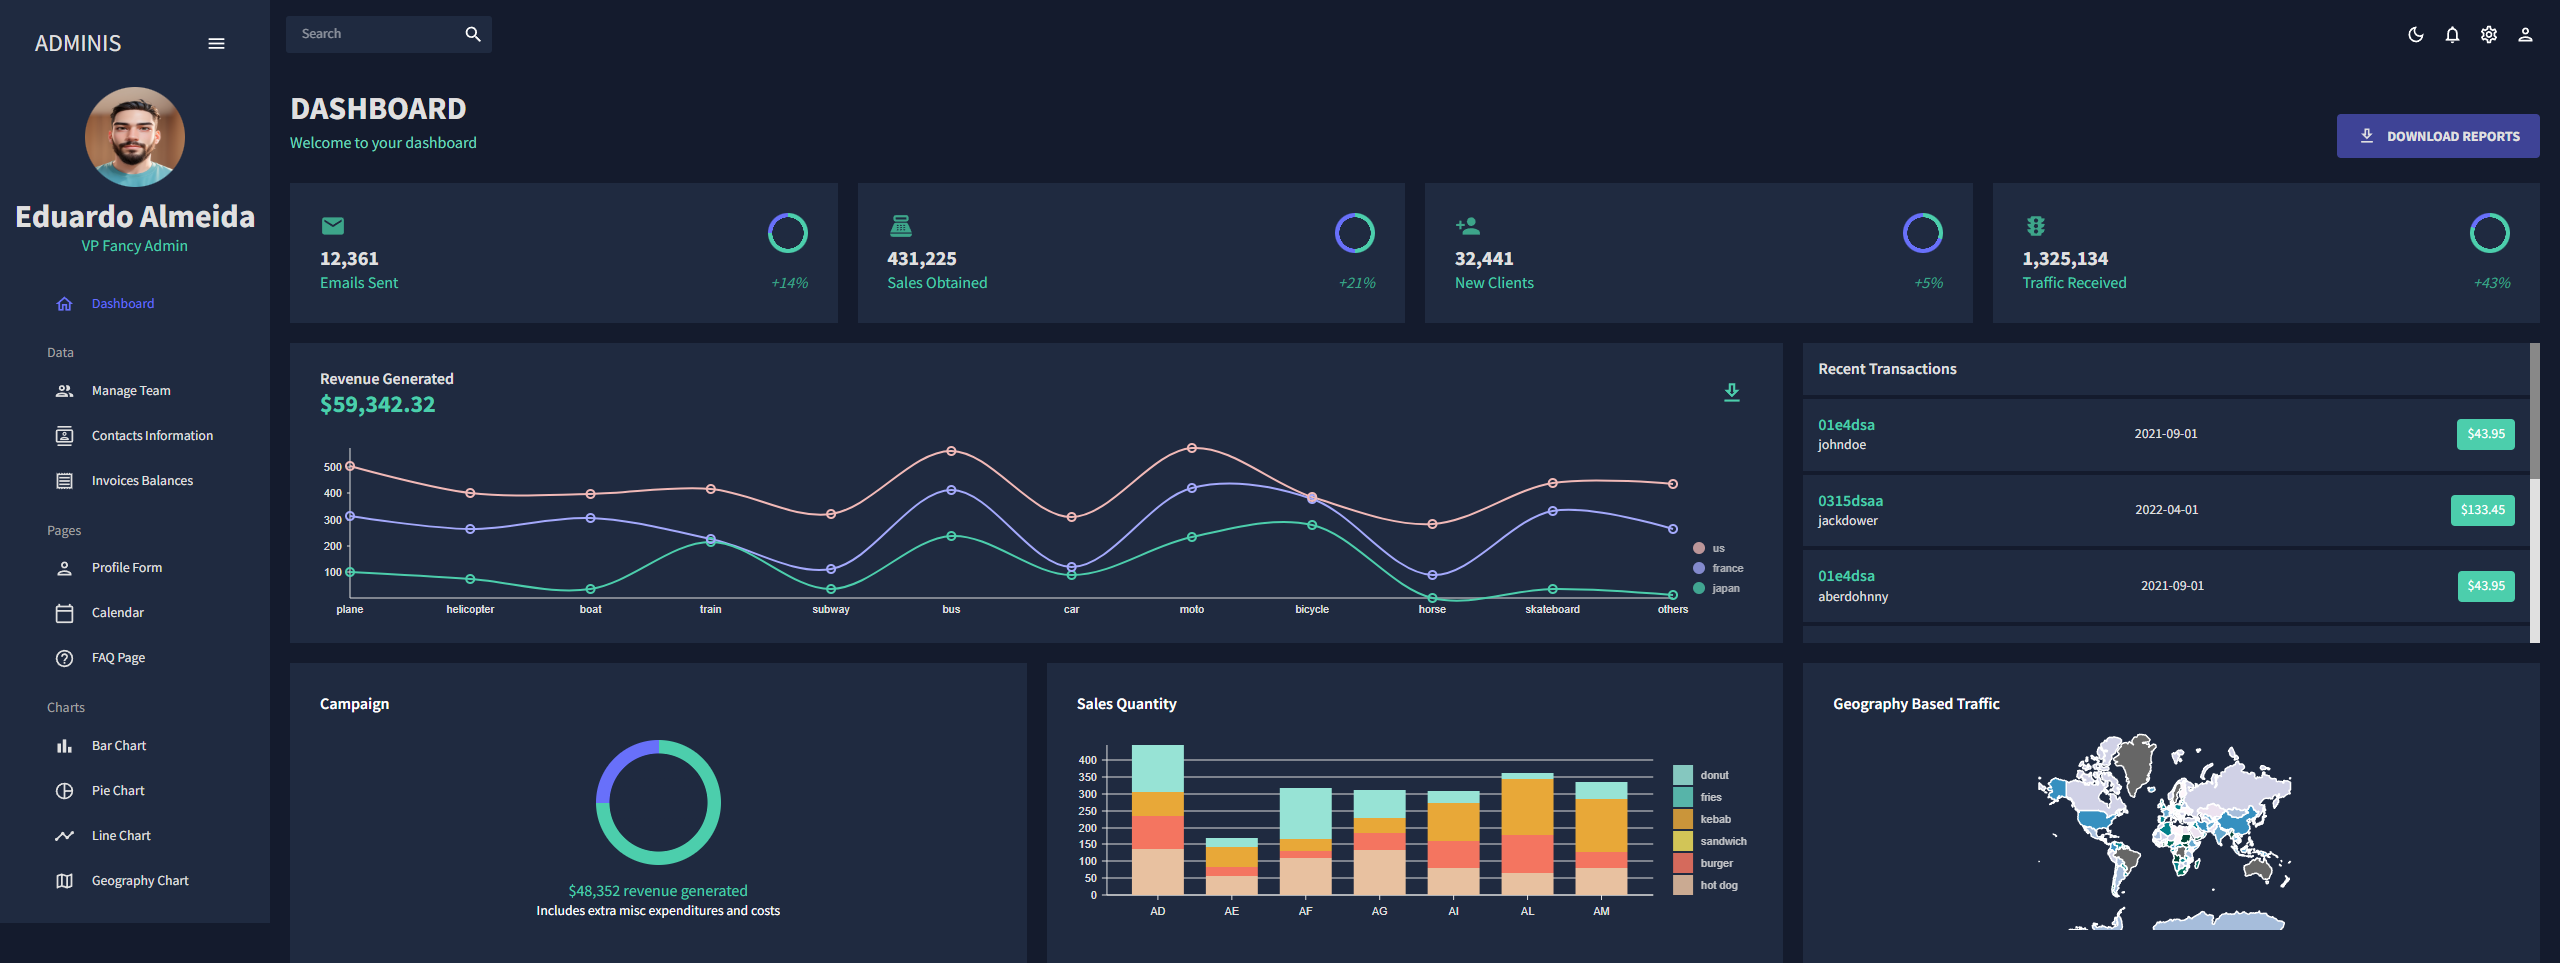 ADMINIS
Eduardo Almeida
VP Fancy Admin
Dashboard
Data
Manage Team
Contacts Information
Invoices Balances
Pages
Profile Form
Calendar
FAQ Page
Charts
Bar Chart
Pie Chart
Line Chart
Geography Chart
Search
DASHBOARD
Welcome to your dashboard
DOWNLOAD REPORTS
12,361
Emails Sent
+14%
431,225
Sales Obtained
+21%
32,441
New Clients
+5%
1,325,134
Traffic Received
+43%
Revenue Generated
$59,342.32
500
400
300
200
100
plane helicopter boat train subway bus car moto bicycle horse skateboard others
us
france
japan
Recent Transactions
01e4dsa
johndoe
2021-09-01
$43.95
0315dsaa
jackdower
2022-04-01
$133.45
01e4dsa
aberdohnny
2021-09-01
$43.95
Campaign
$48,352 revenue generated
Includes extra misc expenditures and costs
Sales Quantity
400
350
300
250
200
150
100
50
0
AD AE AF AG AI AL AM
donut
fries
kebab
sandwich
burger
hot dog
Geography Based Traffic